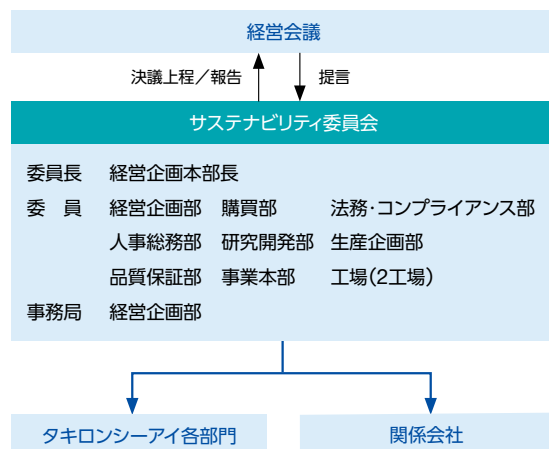 経営会議
決議上程／報告 提言
サステナビリティ委員会
委員長 経営企画本部長
委 員 経営企画部 購買部 法務・コンプライアンス部
人事総務部 研究開発部 生産企画部
品質保証部 事業本部 工場(2工場)
事務局 経営企画部
タキロンシーアイ各部門 関係会社